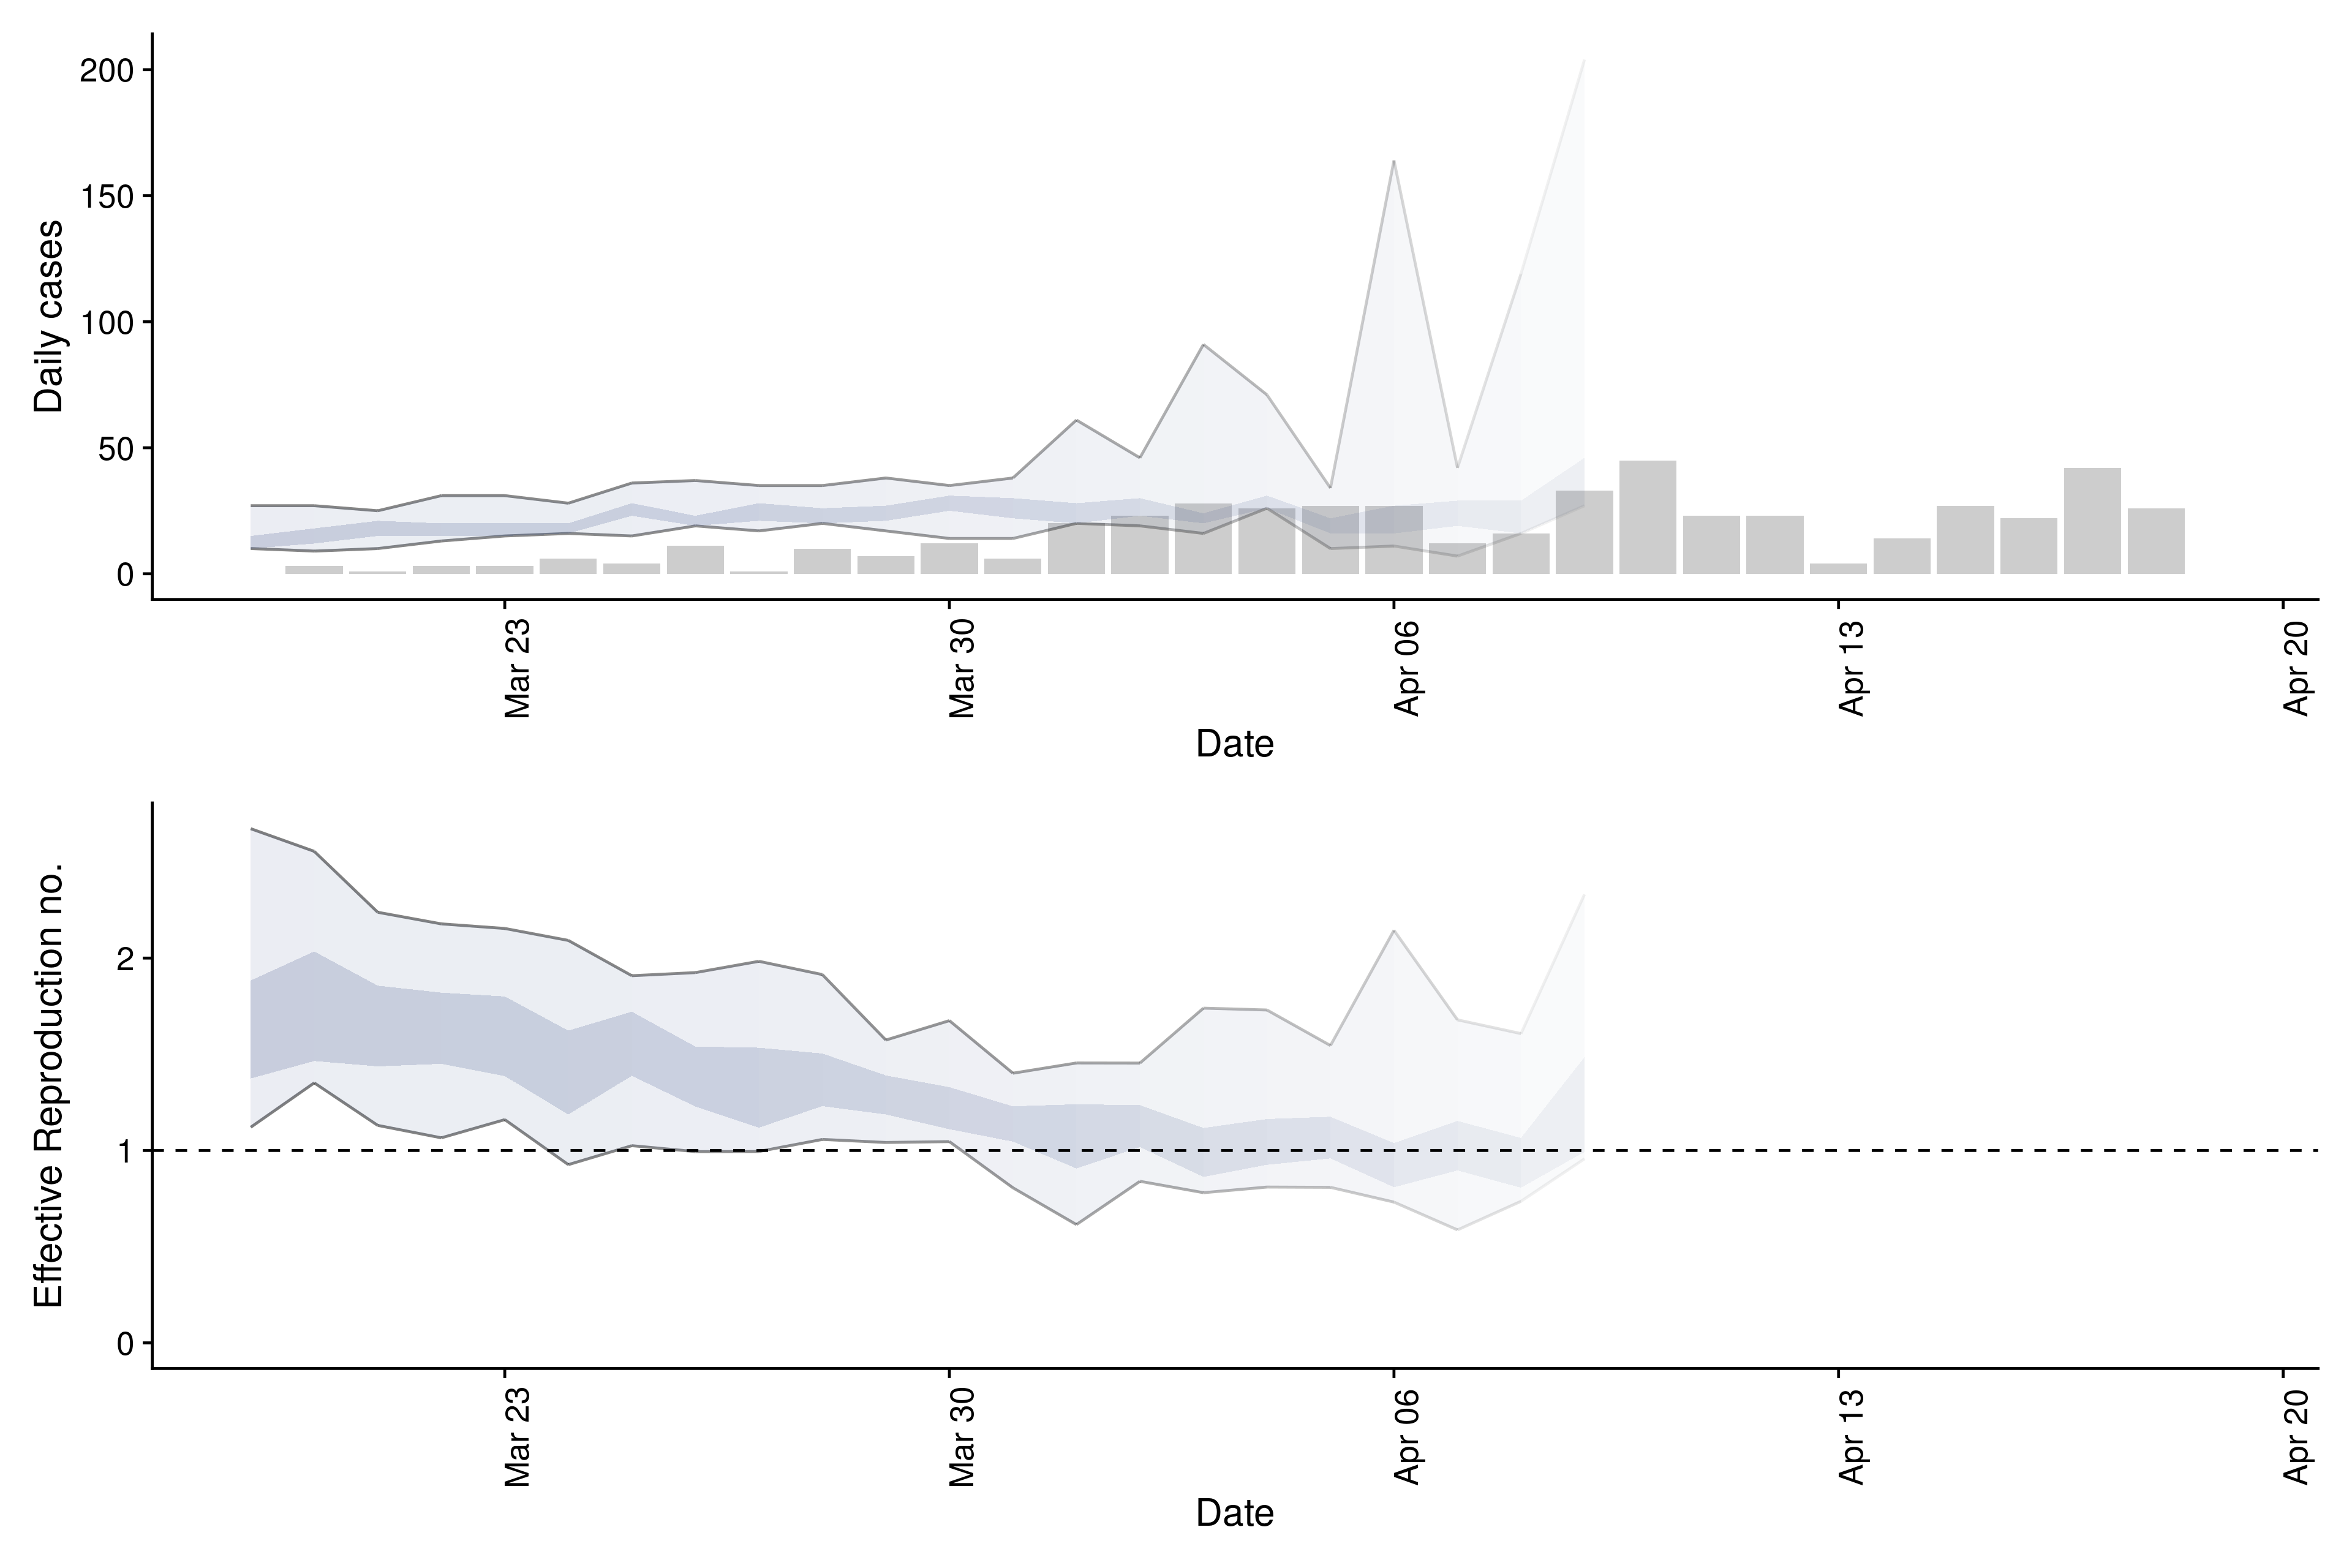 Daily cases
200
150
100
50
0
Mar 23
Mar 30
Apr 06
Apr 13
Apr 20
Date
Effective Reproduction no.
2
1
0
Mar 23
Mar 30
Apr 06
Apr 13
Apr 20
Date